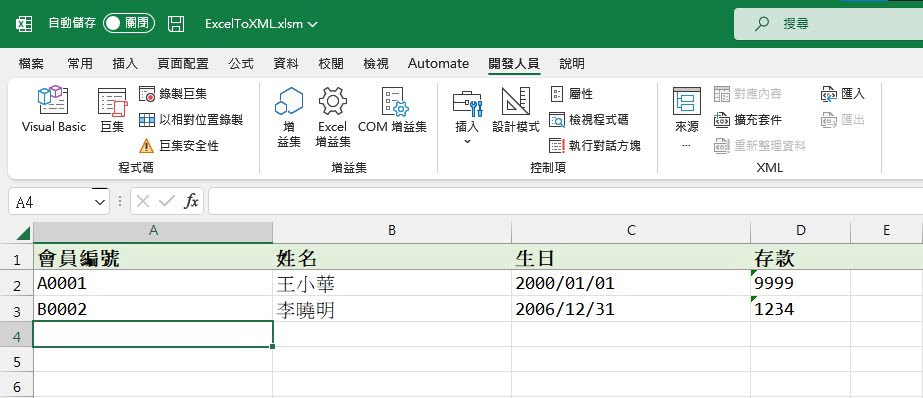 自動儲存 關閉 ExcelToXML.xlsm 搜尋
檔案 常用 插入 頁面配置 公式 資料 校閱 檢視 Automate 開發人員 說明
Visual Basic 巨集 錄製巨集 以相對位置錄製 巨集安全性
程式碼
增益集 Excel 增益集 COM 增益集
增益集
插入 設計模式 屬性 檢視程式碼 執行對話方塊
控制項
來源 ... 對應內容 擴充套件 重新整理資料 匯入 匯出
XML
A4 fx
A B C D E
1 會員編號 姓名 生日 存款
2 A0001 王小華 2000/01/01 9999
3 B0002 李曉明 2006/12/31 1234
4
5
6